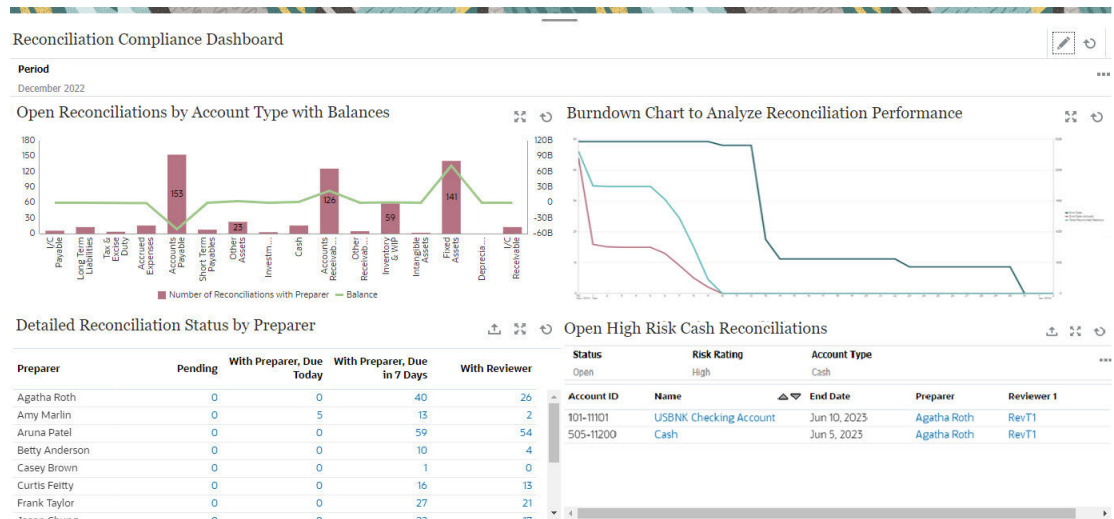 Reconciliation Compliance Dashboard
Period
December 2022
Open Reconciliations by Account Type with Balances
180
150
120
90
60
30
0
120B
90B
60B
30B
0
-30B
-60B
153
23
126
59
141
I/C Payable
Long Term Liabilities
Tax & Excise Duty
Accrued Expenses
Accounts Payable
Short Term Payables
Other Assets
Investm...
Cash
Accounts Receivab...
Other Receivab...
Inventory & WIP
Intangible Assets
Fixed Assets
Deprecia...
I/C Receivable
Number of Reconciliations with Preparer
Balance
Burndown Chart to Analyze Reconciliation Performance
Detailed Reconciliation Status by Preparer
Preparer Pending With Preparer, Due Today With Preparer, Due in 7 Days With Reviewer
Agatha Roth 0 0 40 26
Amy Marlin 0 5 13 2
Aruna Patel 0 0 59 54
Betty Anderson 0 0 10 4
Casey Brown 0 0 1 0
Curtis Feitty 0 0 16 13
Frank Taylor 0 0 27 21
Open High Risk Cash Reconciliations
Status Risk Rating Account Type
Open High Cash
Account ID Name End Date Preparer Reviewer 1
101-11101 USBNK Checking Account Jun 10, 2023 Agatha Roth RevT1
505-11200 Cash Jun 5, 2023 Agatha Roth RevT1